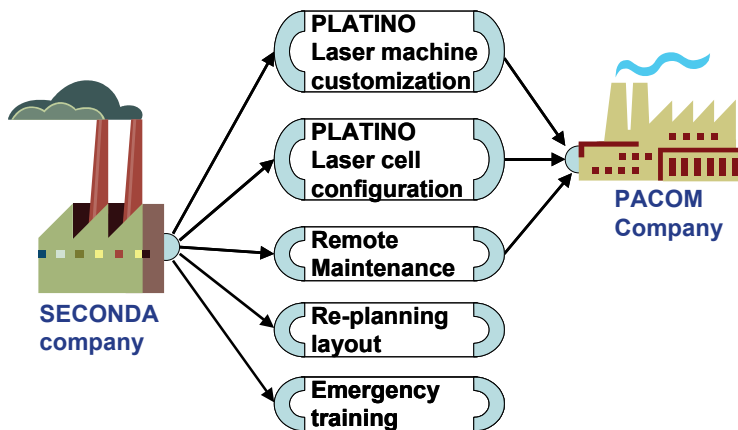 PLATINO
Laser machine
customization
PLATINO
Laser cell
configuration
Remote
Maintenance
Re-planning
layout
Emergency
training
SECONDA
company
PACOM
Company